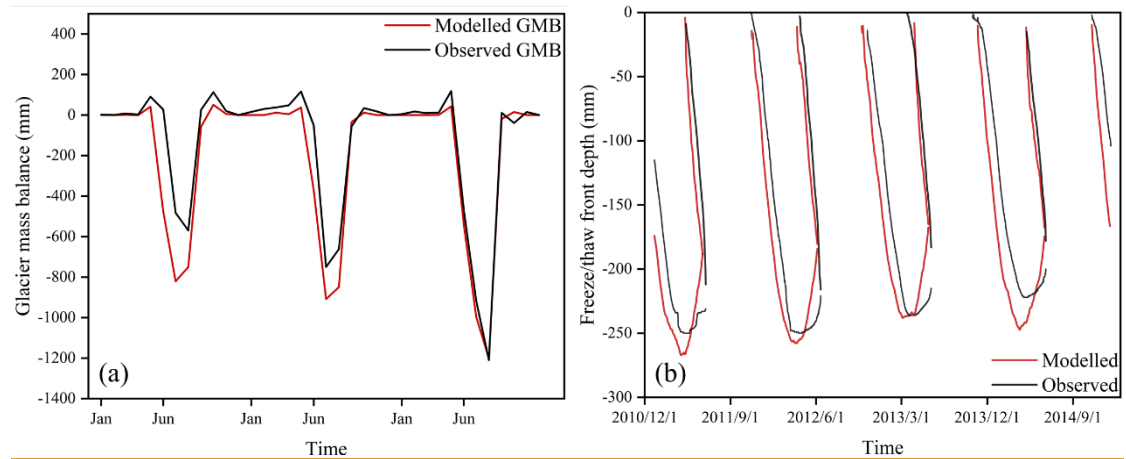 Modelled GMB
Observed GMB
400
200
0
-200
-400
-600
-800
-1000
-1200
-1400
Glacier mass balance (mm)
(a)
Jan
Jun
Jan
Jun
Jan
Jun
Time
0
-50
-100
-150
-200
-250
-300
Freeze/thaw front depth (mm)
(b)
Modelled
Observed
2010/12/1
2011/9/1
2012/6/1
2013/3/1
2013/12/1
2014/9/1
Time